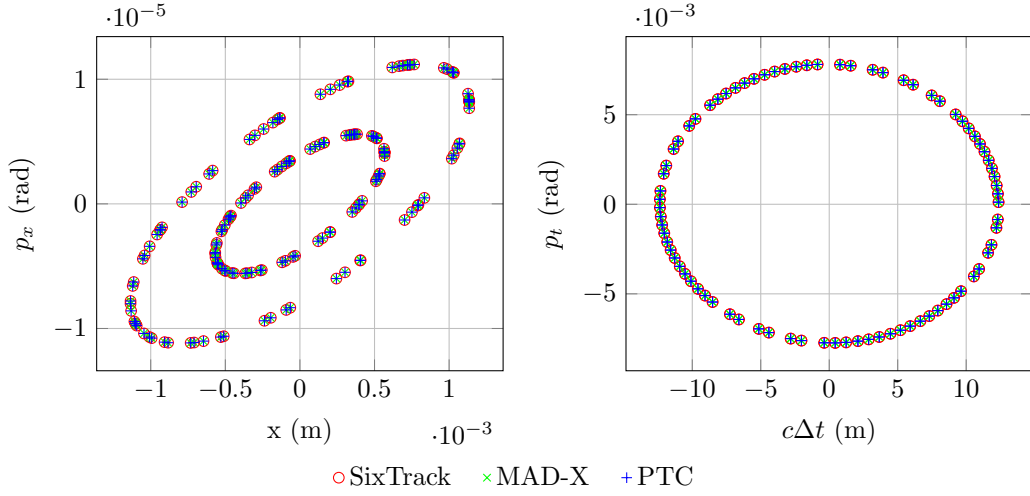 ·10⁻⁵
1
0
−1
p_x (rad)
−1 −0.5 0 0.5 1
x (m)
·10⁻³
·10⁻³
5
0
−5
p_t (rad)
−10 −5 0 5 10
cΔt (m)
SixTrack MAD-X PTC